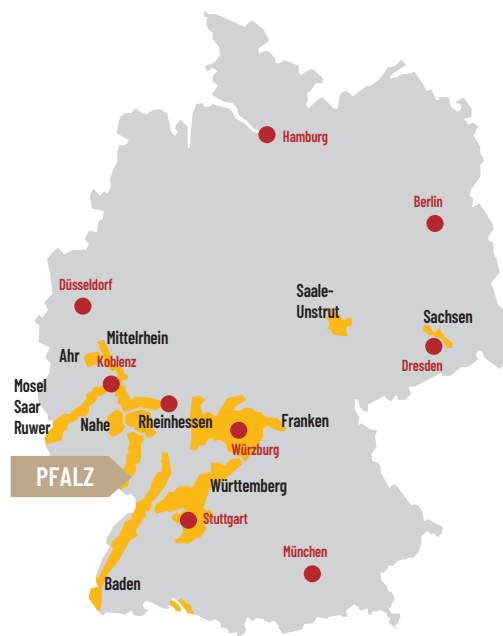 Hamburg
Berlin
Düsseldorf
Saale-
Unstrut
Sachsen
Mittelrhein
Ahr
Koblenz
Dresden
Mosel
Saar
Ruwer
Nahe
Rheinhessen
Franken
Würzburg
PFALZ
Württemberg
Stuttgart
München
Baden